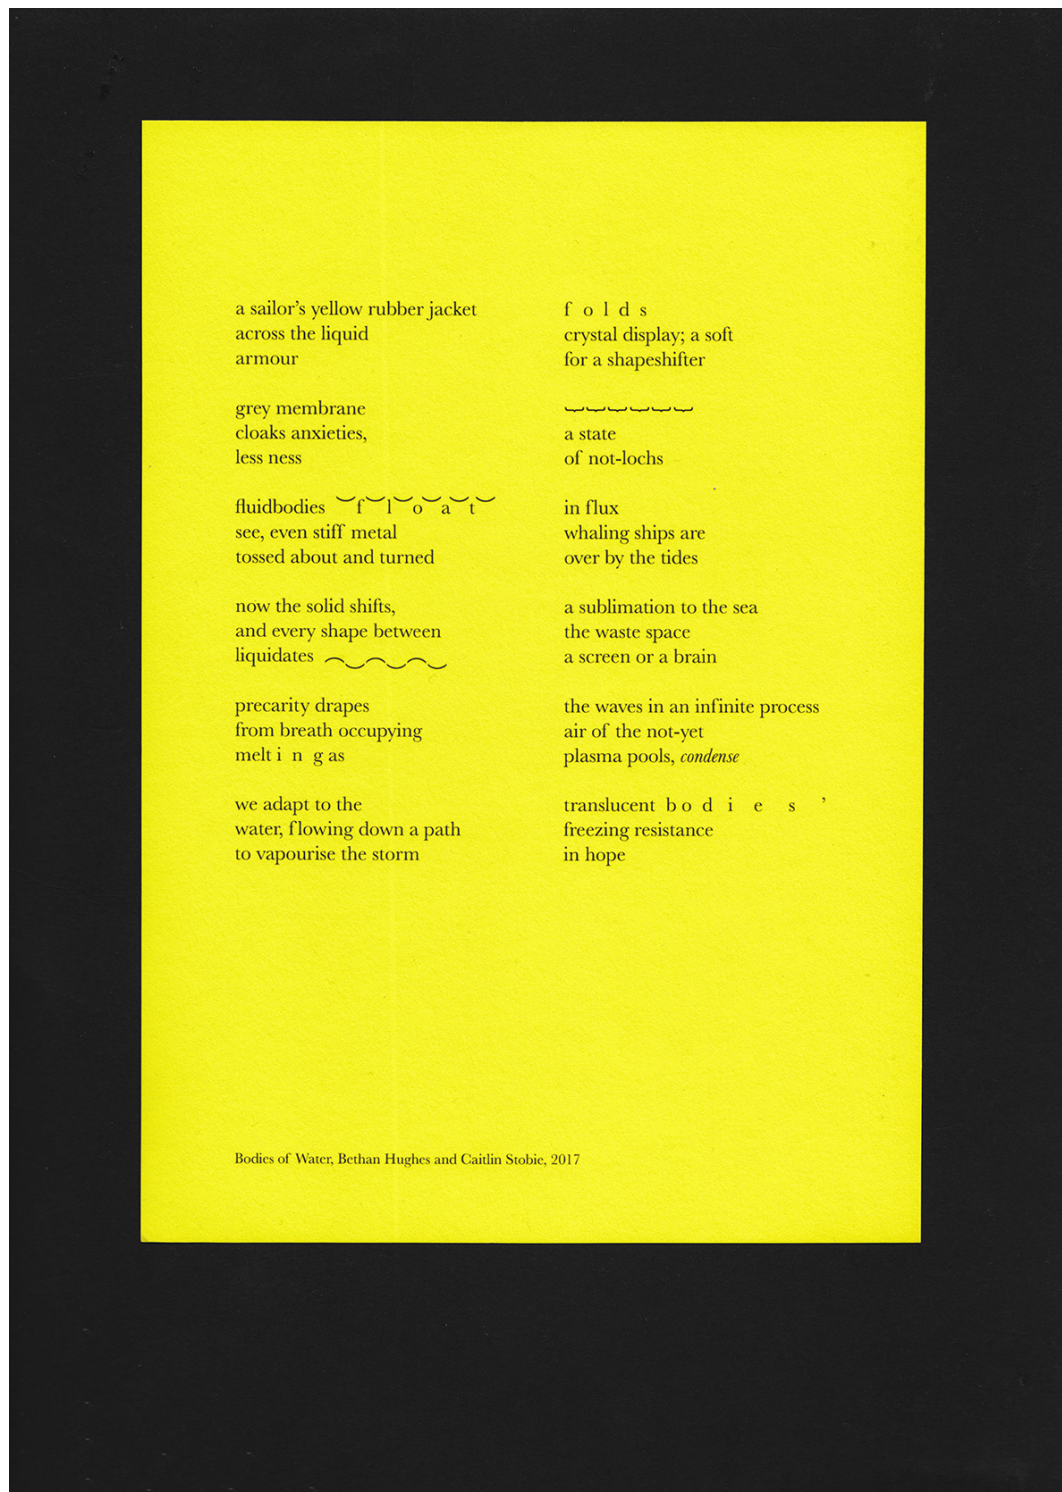 a sailor’s yellow rubber jacket f o l d s
across the liquid crystal display; a soft
armour for a shapeshifter
grey membrane ⏟⏟⏟⏟⏟⏟
cloaks anxieties, a state
less ness of not-lochs
fluidbodies ‿f‿l‿o‿a‿t‿ in flux
see, even stiff metal whaling ships are
tossed about and turned over by the tides
now the solid shifts, a sublimation to the sea
and every shape between the waste space
liquidates ⁀‿⁀‿⁀‿ a screen or a brain
precarity drapes the waves in an infinite process
from breath occupying air of the not-yet
melt i n g as plasma pools, condense
we adapt to the translucent b o d i e s ’
water, flowing down a path freezing resistance
to vapourise the storm in hope
Bodies of Water, Bethan Hughes and Caitlin Stobie, 2017